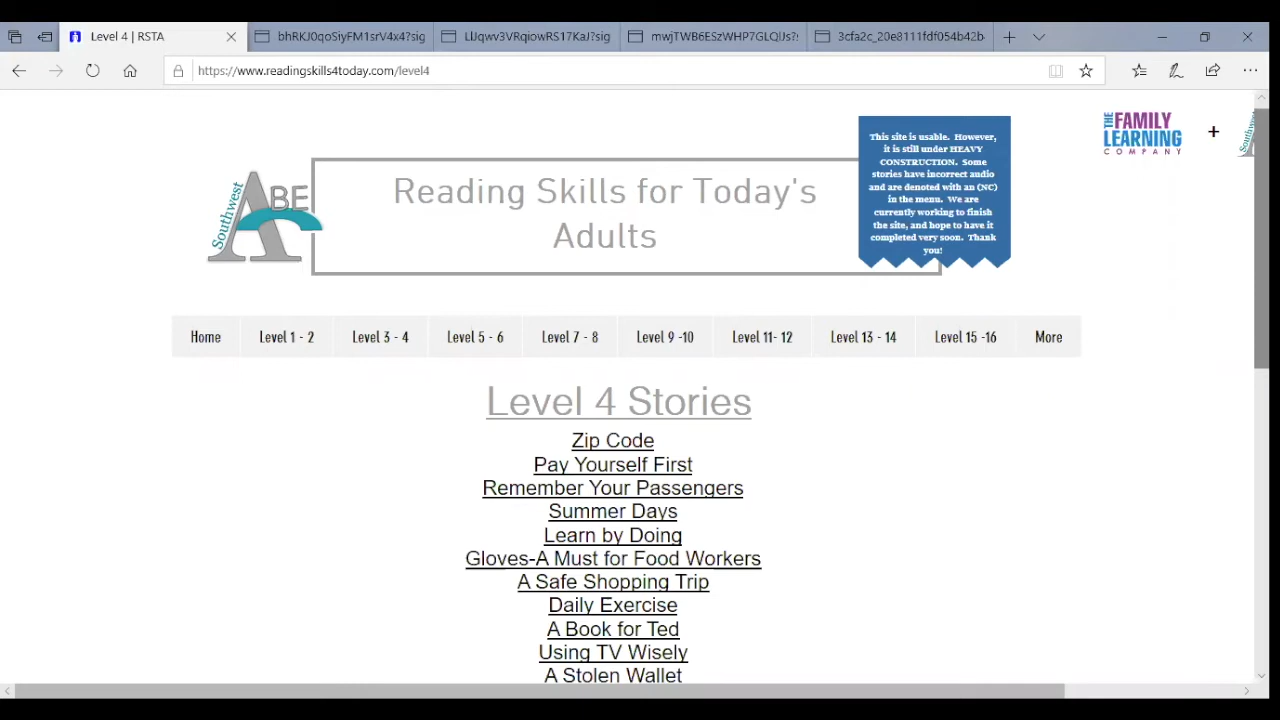 Level 4 | RSTA
bhRKJ0qoSiyFM1srV4x4?sig
mwjTWB6ESzWHP7GLQlJs?
3cfa2c_20e8111fdf054b42b
https://www.readingskills4today.com/level4
THE FAMILY
LEARNING
COMPANY
+
Southwest
ABE
Reading Skills for Today's
Adults
This site is usable. However,
it is still under HEAVY
CONSTRUCTION. Some
stories have incorrect audio
and are denoted with an (NC)
in the menu. We are
currently working to finish
the site, and hope to have it
completed very soon. Thank
you!
Home
Level 1 - 2
Level 3 - 4
Level 5 - 6
Level 7 - 8
Level 9 -10
Level 11- 12
Level 13 - 14
Level 15 -16
More
Level 4 Stories
Zip Code
Pay Yourself First
Remember Your Passengers
Summer Days
Learn by Doing
Gloves-A Must for Food Workers
A Safe Shopping Trip
Daily Exercise
A Book for Ted
Using TV Wisely
A Stolen Wallet